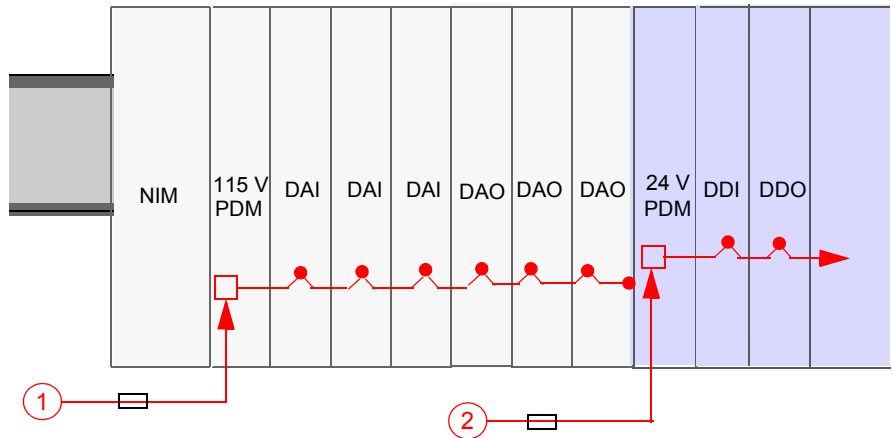 NIM
115 V
PDM
DAI
DAI
DAI
DAO
DAO
DAO
24 V
PDM
DDI
DDO
1
2